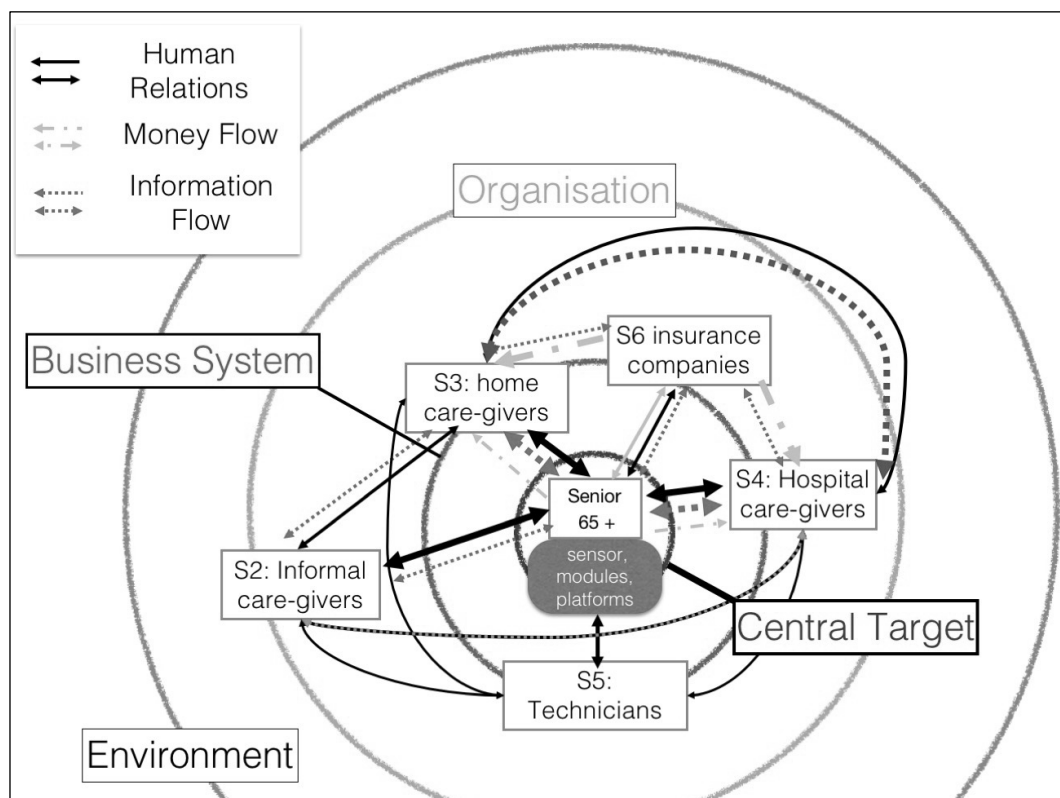 Human
Relations
Money Flow
Information
Flow
Organisation
Business System
S6 insurance
companies
S3: home
care-givers
Senior
65 +
S4: Hospital
care-givers
sensor,
modules,
platforms
S2: Informal
care-givers
Central Target
S5:
Technicians
Environment